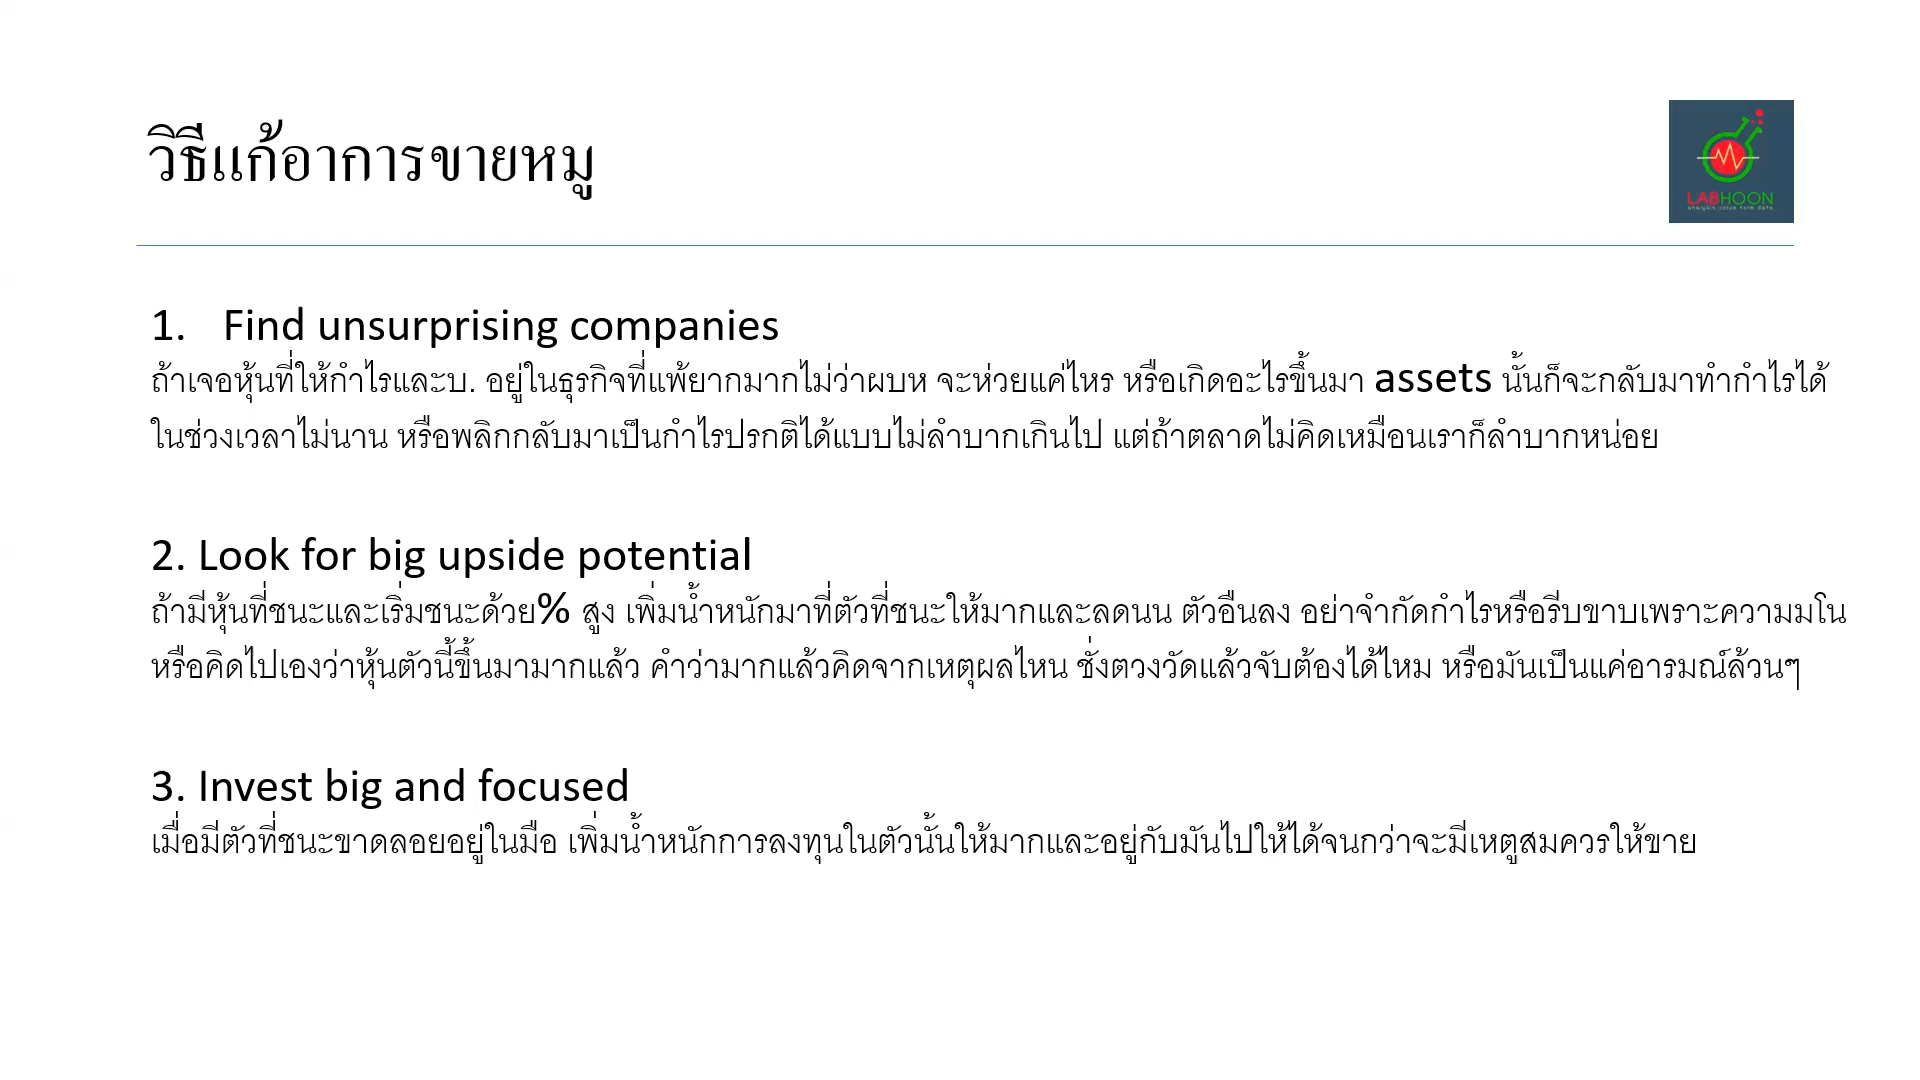 วิธีแก้อาการขายหมู
LABHOON
1. Find unsurprising companies
ถ้าเจอหุ้นที่ให้กำไรและบ. อยู่ในธุรกิจที่แพ้ยากมากไม่ว่าผบห จะห่วยแค่ไหร หรือเกิดอะไรขึ้นมา assets นั้นก็จะกลับมาทำกำไรได้
ในช่วงเวลาไม่นาน หรือพลิกกลับมาเป็นกำไรปรกติได้แบบไม่ลำบากเกินไป แต่ถ้าตลาดไม่คิดเหมือนเราก็ลำบากหน่อย
2. Look for big upside potential
ถ้ามีหุ้นที่ชนะและเริ่มชนะด้วย% สูง เพิ่มน้ำหนักมาที่ตัวที่ชนะให้มากและลดนน ตัวอืนลง อย่าจำกัดกำไรหรือรีบขาบเพราะความมโน
หรือคิดไปเองว่าหุ้นตัวนี้ขึ้นมามากแล้ว คำว่ามากแล้วคิดจากเหตุผลไหน ชั่งตวงวัดแล้วจับต้องได้ไหม หรือมันเป็นแค่อารมณ์ล้วนๆ
3. Invest big and focused
เมื่อมีตัวที่ชนะขาดลอยอยู่ในมือ เพิ่มน้ำหนักการลงทุนในตัวนั้นให้มากและอยู่กับมันไปให้ได้จนกว่าจะมีเหตูสมควรให้ขาย